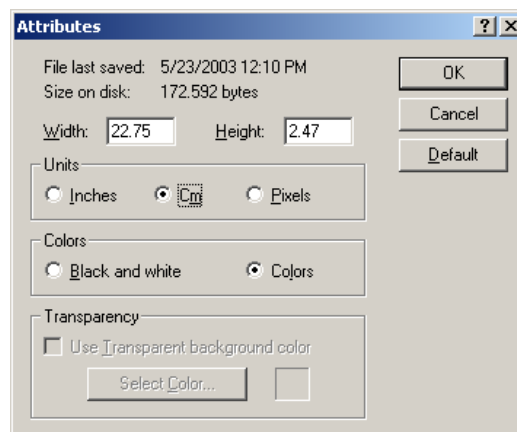 Attributes
File last saved: 5/23/2003 12:10 PM
OK
Size on disk: 172.592 bytes
Cancel
Width: 22.75 Height: 2.47
Default
Units
Inches Cm Pixels
Colors
Black and white Colors
Transparency
Use Transparent background color
Select Color...